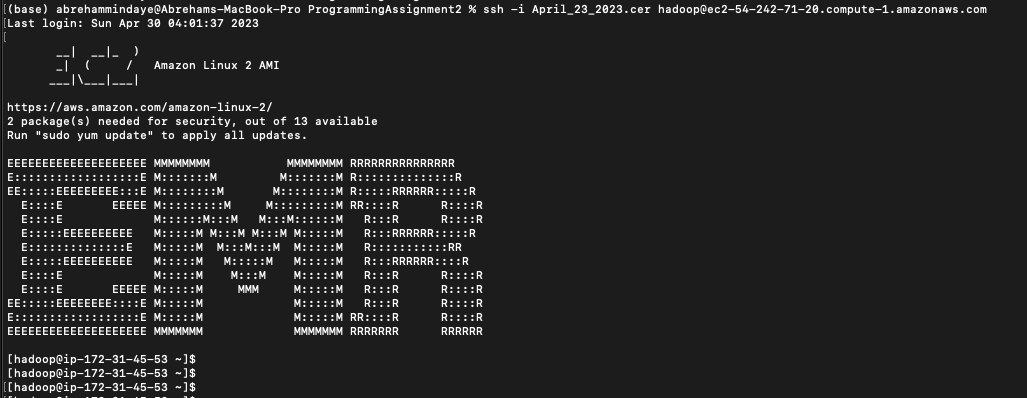 (base) abrehammindaye@Abrehams-MacBook-Pro ProgrammingAssignment2 % ssh -i April_23_2023.cer hadoop@ec2-54-242-71-20.compute-1.amazonaws.com
Last login: Sun Apr 30 04:01:37 2023
[
       __|  __|_  )
       _|  (     /   Amazon Linux 2 AMI
      ___|\___|___|
https://aws.amazon.com/amazon-linux-2/
2 package(s) needed for security, out of 13 available
Run "sudo yum update" to apply all updates.
EEEEEEEEEEEEEEEEEEEE MMMMMMMM           MMMMMMMM RRRRRRRRRRRRRRR
E::::::::::::::::::E M:::::::M         M:::::::M R::::::::::::::R
EE:::::EEEEEEEEE:::E M::::::::M       M::::::::M R:::::RRRRRR:::::R
  E::::E       EEEEE M:::::::::M     M:::::::::M RR::::R      R::::R
  E::::E             M::::::M:::M   M:::M::::::M   R:::R      R::::R
  E:::::EEEEEEEEEE   M:::::M M:::M M:::M M:::::M   R:::RRRRRR:::::R
  E::::::::::::::E   M:::::M  M:::M:::M  M:::::M   R:::::::::::RR
  E:::::EEEEEEEEEE   M:::::M   M:::::M   M:::::M   R:::RRRRRR::::R
  E::::E             M:::::M    M:::M    M:::::M   R:::R      R::::R
  E::::E       EEEEE M:::::M     MMM     M:::::M   R:::R      R::::R
EE:::::EEEEEEEE::::E M:::::M             M:::::M   R:::R      R::::R
E::::::::::::::::::E M:::::M             M:::::M RR::::R      R::::R
EEEEEEEEEEEEEEEEEEEE MMMMMMM             MMMMMMM RRRRRRR      RRRRRR
[hadoop@ip-172-31-45-53 ~]$
[hadoop@ip-172-31-45-53 ~]$
[hadoop@ip-172-31-45-53 ~]$